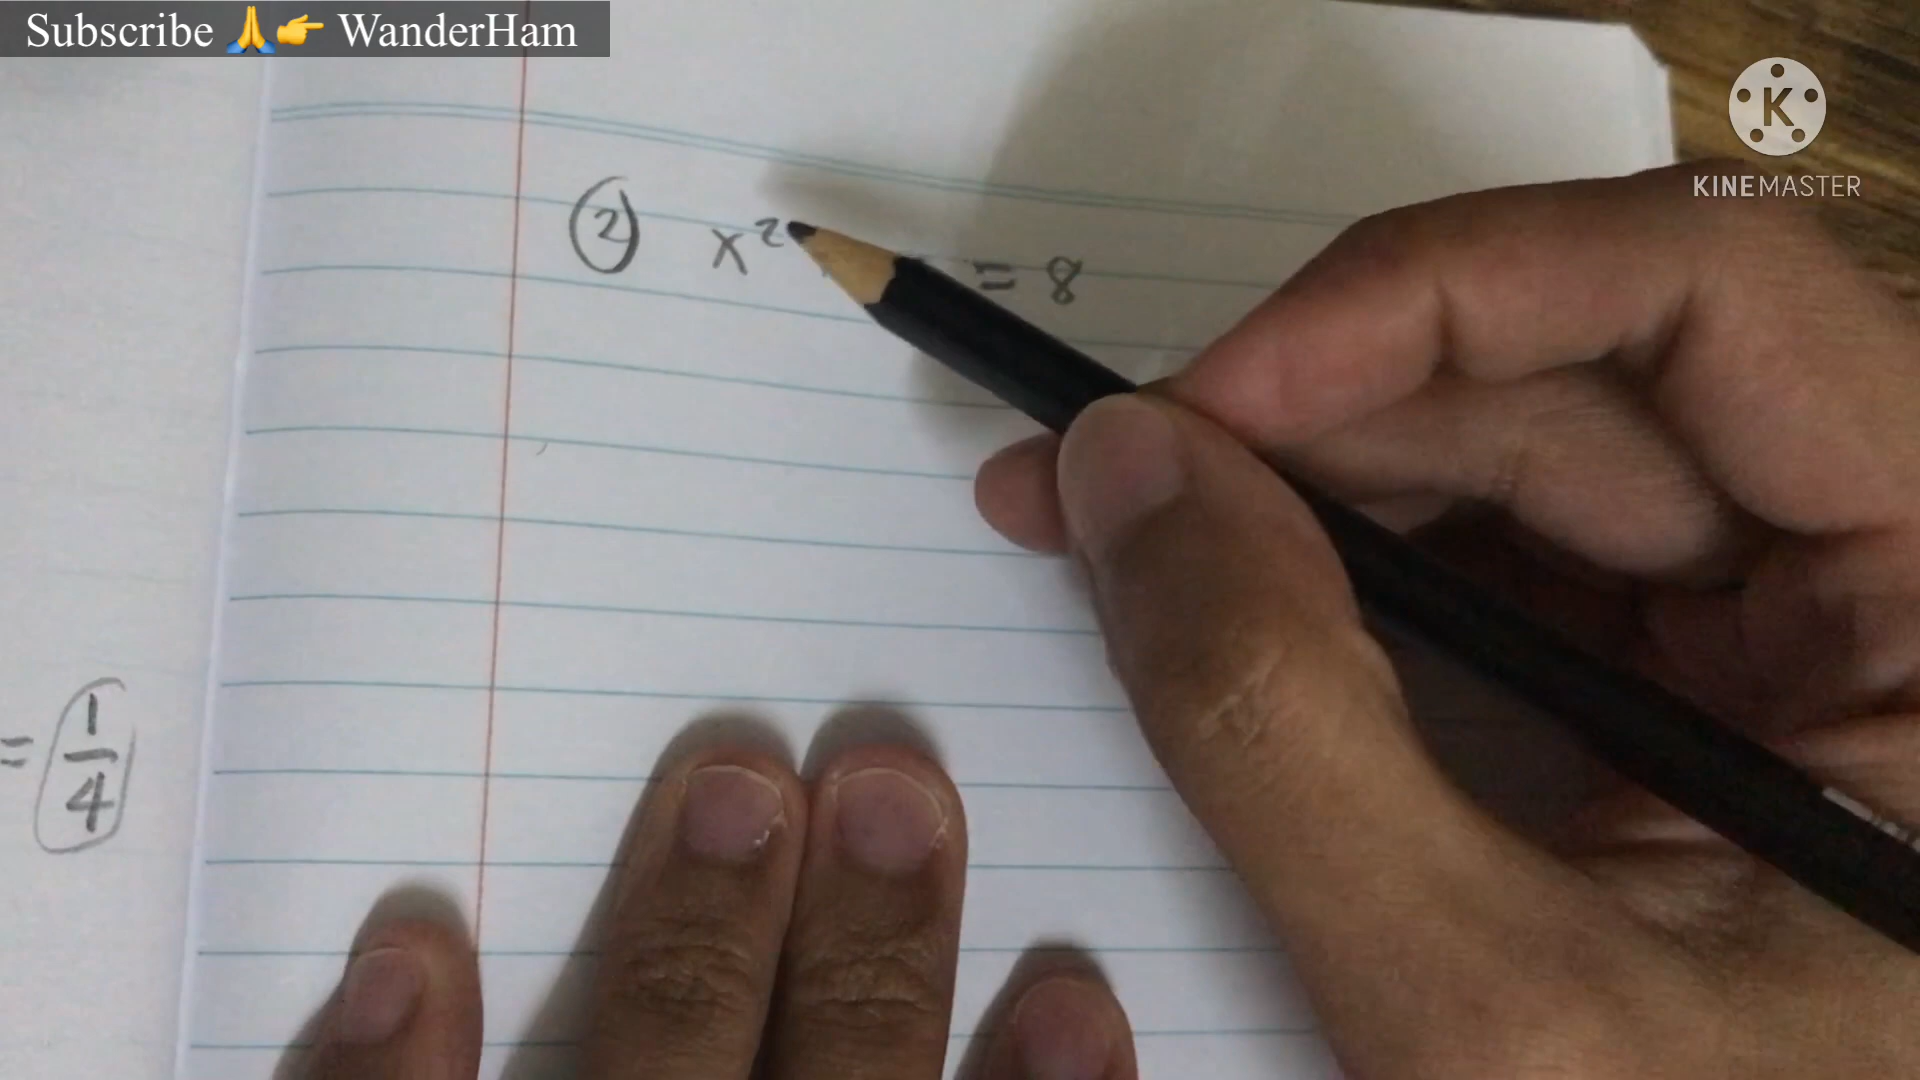 Subscribe 🙏👉 WanderHam
K
KINEMASTER
② x² = 8
= 1/4